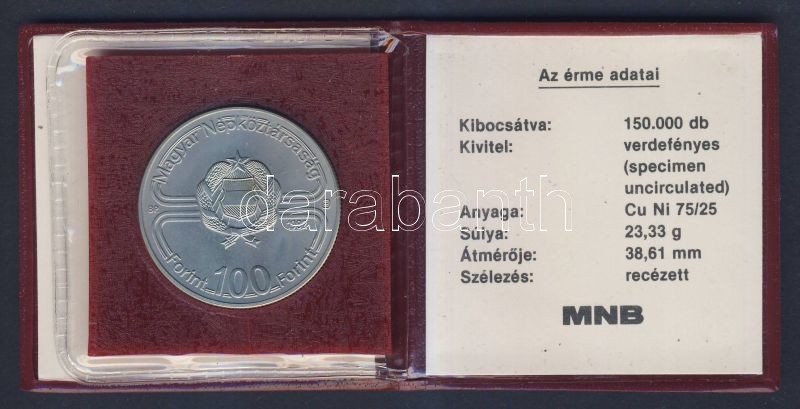 Magyar Népköztársaság
Forint 100 Forint
Az érme adatai
Kibocsátva: 150.000 db
Kivitel: verdefényes
(specimen
uncirculated)
Anyaga: Cu Ni 75/25
Súlya: 23,33 g
Átmérője: 38,61 mm
Szélezés: recézett
MNB
darabanth